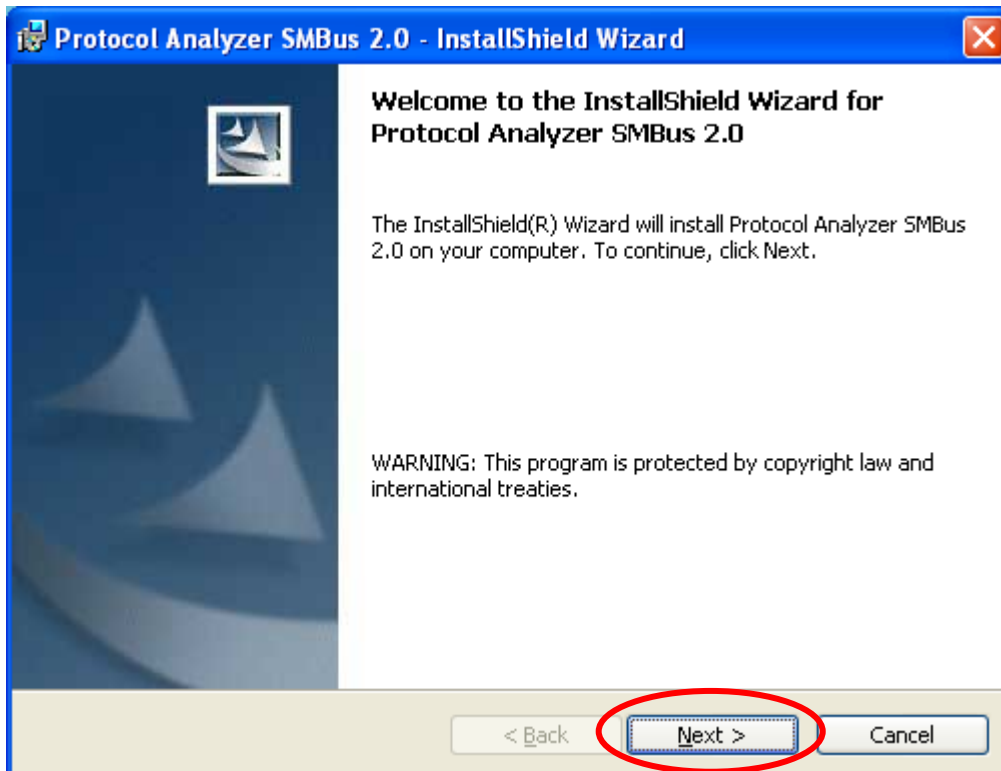 Protocol Analyzer SMBus 2.0 - InstallShield Wizard
Welcome to the InstallShield Wizard for
Protocol Analyzer SMBus 2.0
The InstallShield(R) Wizard will install Protocol Analyzer SMBus
2.0 on your computer. To continue, click Next.
WARNING: This program is protected by copyright law and
international treaties.
< Back Next > Cancel